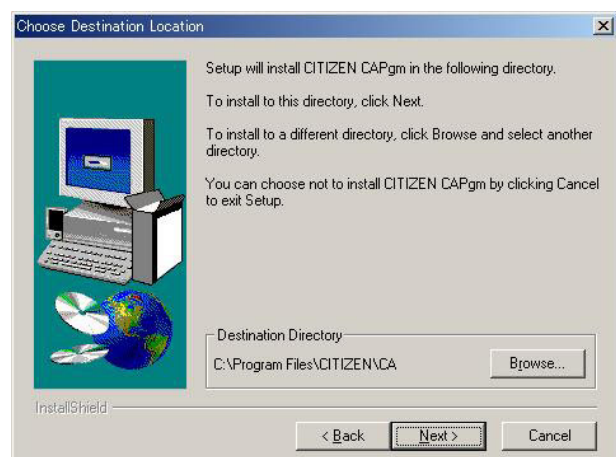 Choose Destination Location
Setup will install CITIZEN CAPgm in the following directory.
To install to this directory, click Next.
To install to a different directory, click Browse and select another
directory.
You can choose not to install CITIZEN CAPgm by clicking Cancel
to exit Setup.
Destination Directory
C:\Program Files\CITIZEN\CA
Browse...
InstallShield
< Back
Next >
Cancel